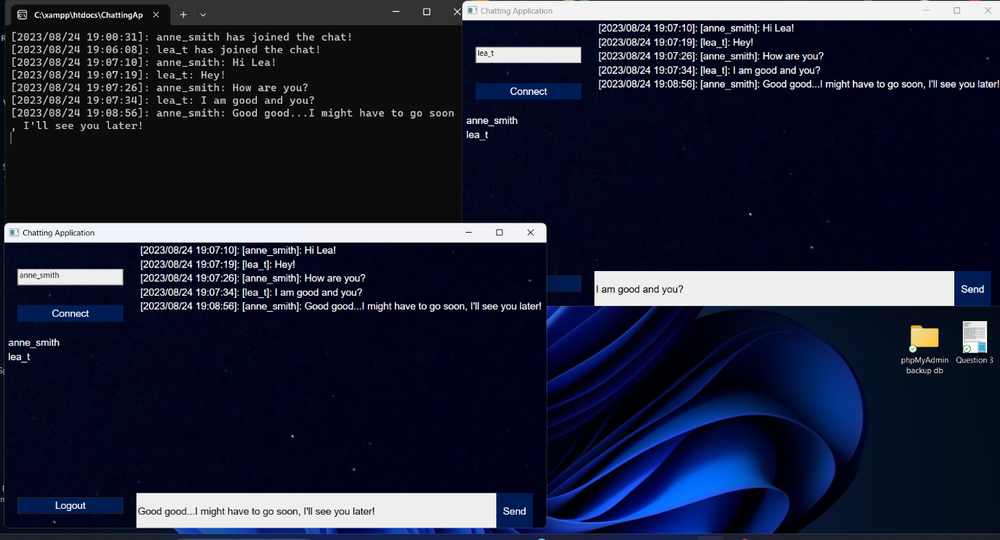 C:\xampp\htdocs\ChattingAp
[2023/08/24 19:00:31]: anne_smith has joined the chat!
[2023/08/24 19:06:08]: lea_t has joined the chat!
[2023/08/24 19:07:10]: anne_smith: Hi Lea!
[2023/08/24 19:07:19]: lea_t: Hey!
[2023/08/24 19:07:26]: anne_smith: How are you?
[2023/08/24 19:07:34]: lea_t: I am good and you?
[2023/08/24 19:08:56]: anne_smith: Good good...I might have to go soon
, I'll see you later!
Chatting Application
lea_t
Connect
anne_smith
lea_t
[2023/08/24 19:07:10]: [anne_smith]: Hi Lea!
[2023/08/24 19:07:19]: [lea_t]: Hey!
[2023/08/24 19:07:26]: [anne_smith]: How are you?
[2023/08/24 19:07:34]: [lea_t]: I am good and you?
[2023/08/24 19:08:56]: [anne_smith]: Good good...I might have to go soon, I'll see you later!
I am good and you?
Send
Chatting Application
anne_smith
Connect
anne_smith
lea_t
[2023/08/24 19:07:10]: [anne_smith]: Hi Lea!
[2023/08/24 19:07:19]: [lea_t]: Hey!
[2023/08/24 19:07:26]: [anne_smith]: How are you?
[2023/08/24 19:07:34]: [lea_t]: I am good and you?
[2023/08/24 19:08:56]: [anne_smith]: Good good...I might have to go soon, I'll see you later!
Logout
Good good...I might have to go soon, I'll see you later!
Send
phpMyAdmin
backup db
Question 3